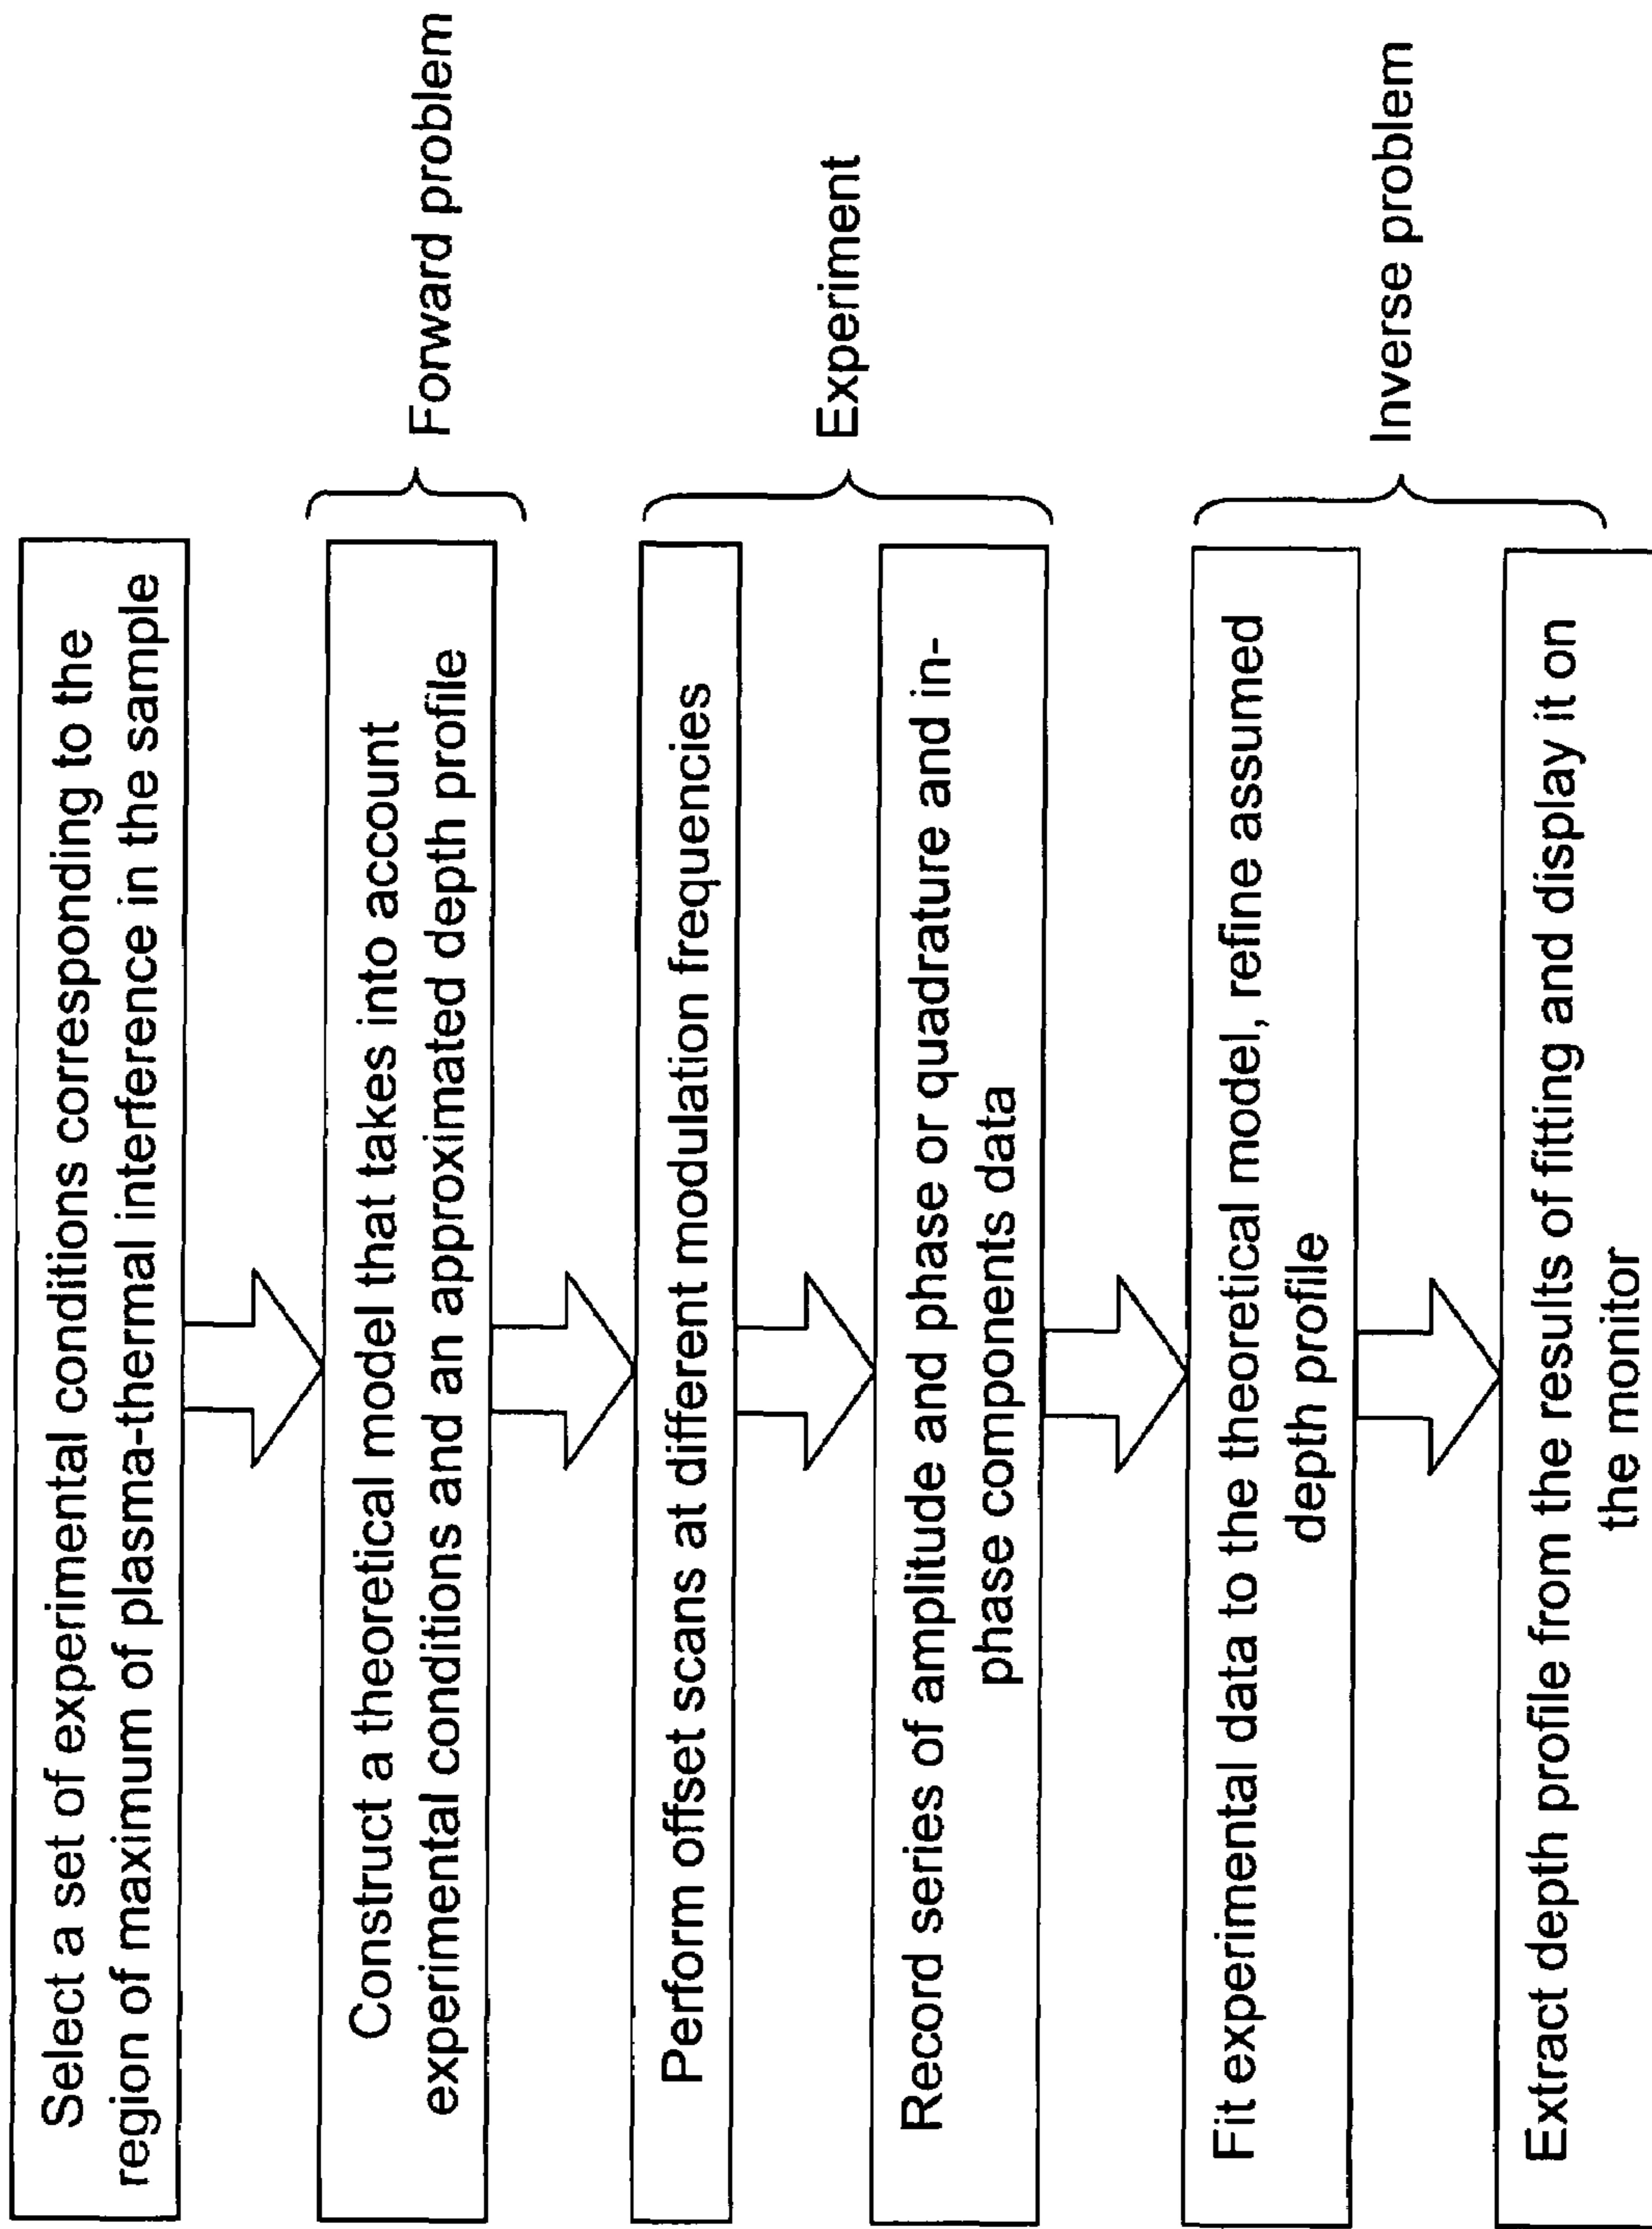 Select a set of experimental conditions corresponding to the
region of maximum of plasma-thermal interference in the sample
Construct a theoretical model that takes into account
experimental conditions and an approximated depth profile
Forward problem
Perform offset scans at different modulation frequencies
Record series of amplitude and phase or quadrature and in-
phase components data
Experiment
Fit experimental data to the theoretical model, refine assumed
depth profile
Extract depth profile from the results of fitting and display it on
the monitor
Inverse problem